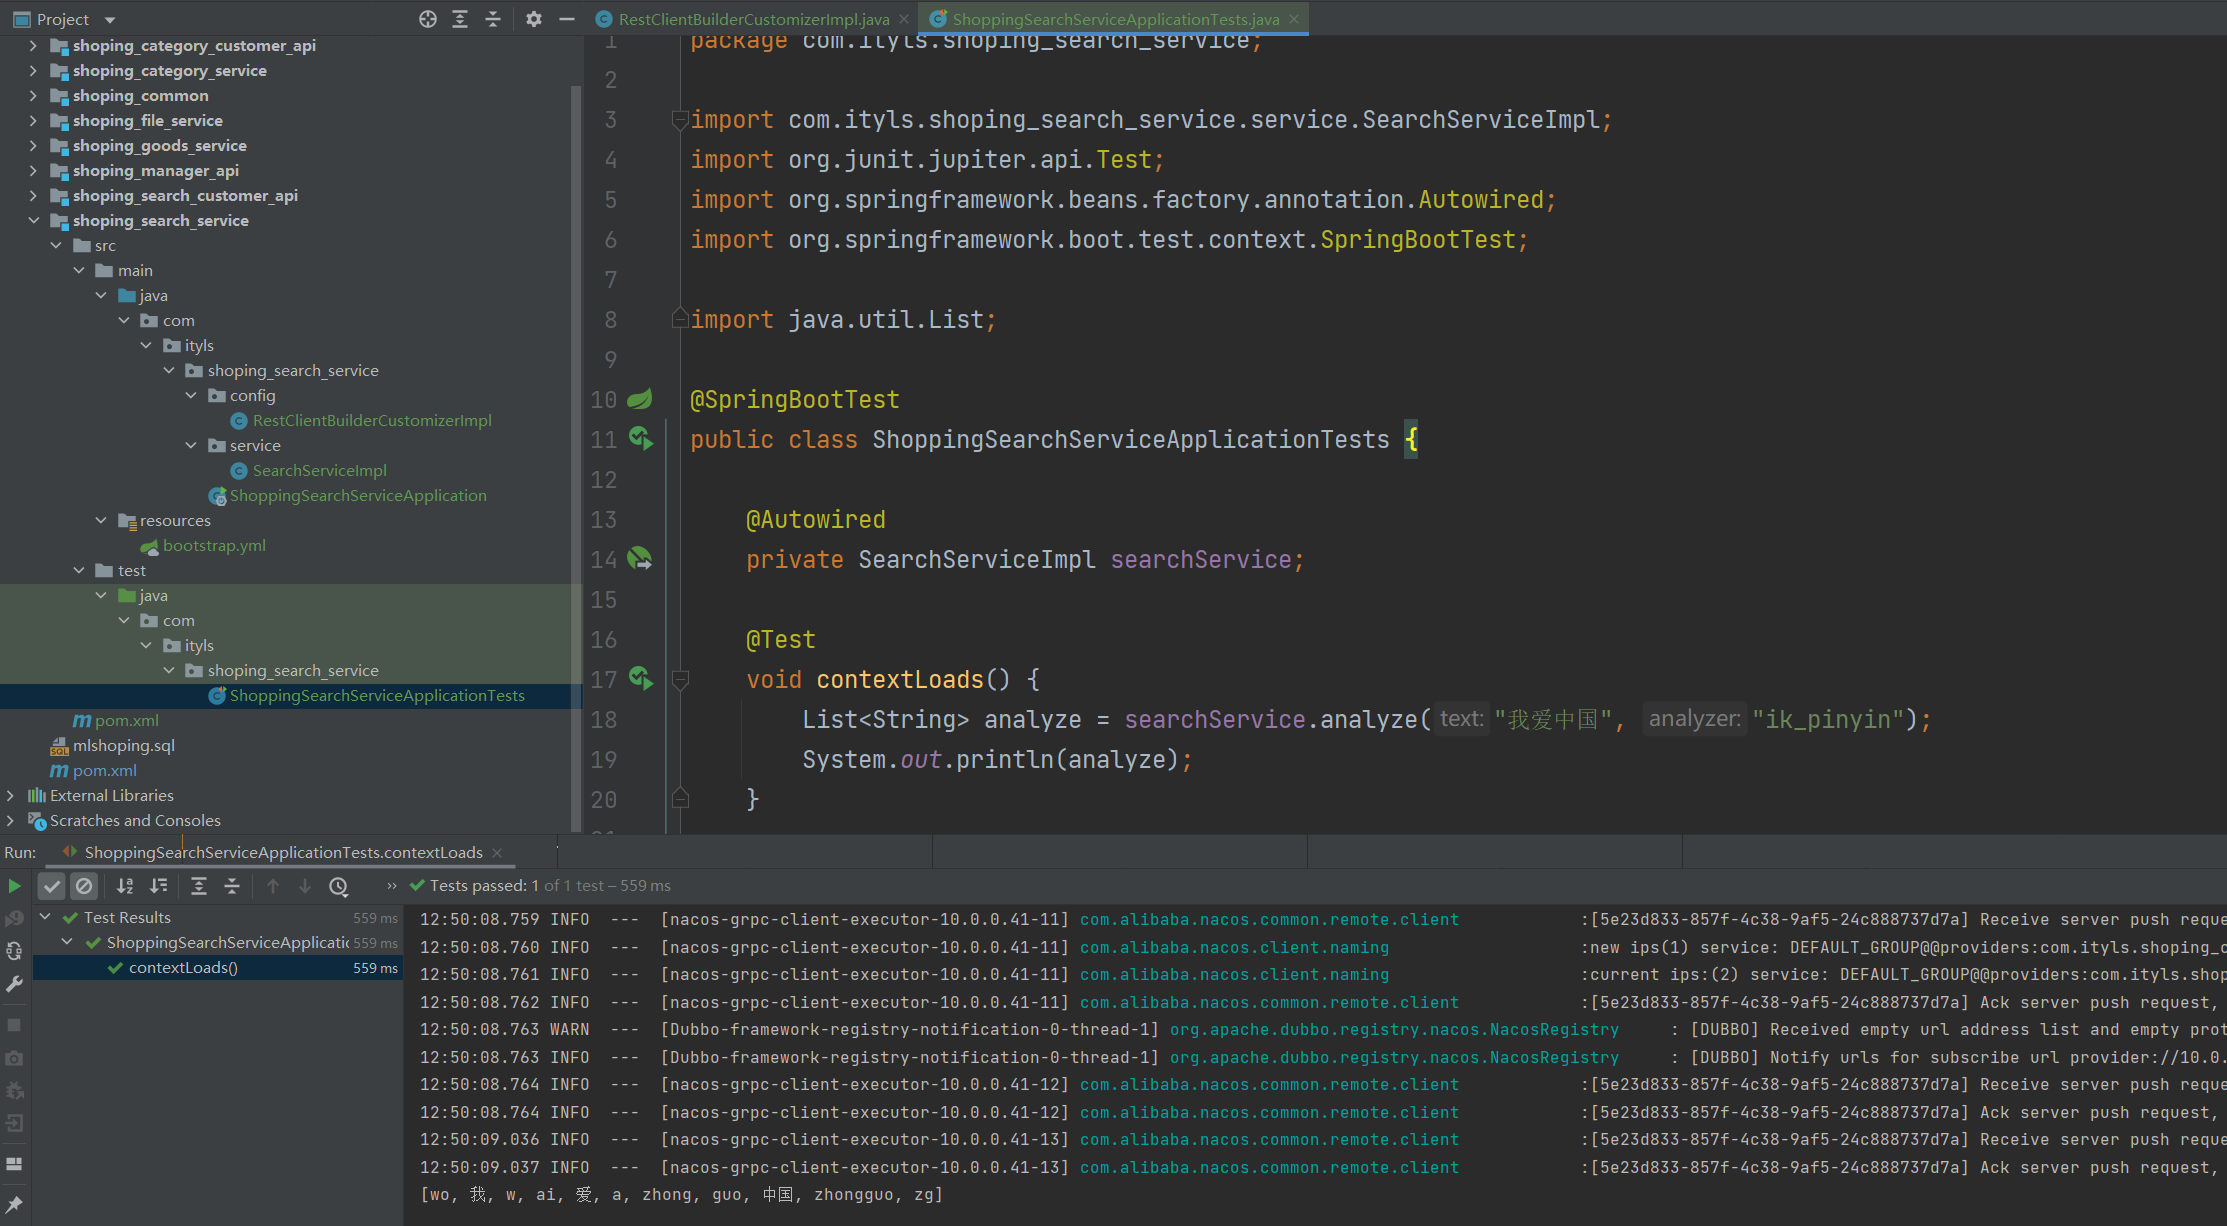 Project
RestClientBuilderCustomizerImpl.java
ShoppingSearchServiceApplicationTests.java
shoping_category_customer_api
shoping_category_service
shoping_common
shoping_file_service
shoping_goods_service
shoping_manager_api
shoping_search_customer_api
shoping_search_service
src
main
java
com
ityls
shoping_search_service
config
RestClientBuilderCustomizerImpl
service
SearchServiceImpl
ShoppingSearchServiceApplication
resources
bootstrap.yml
test
java
com
ityls
shoping_search_service
ShoppingSearchServiceApplicationTests
pom.xml
mlshoping.sql
pom.xml
External Libraries
Scratches and Consoles
1 package com.ityls.shoping_search_service;
2
3 import com.ityls.shoping_search_service.service.SearchServiceImpl;
4 import org.junit.jupiter.api.Test;
5 import org.springframework.beans.factory.annotation.Autowired;
6 import org.springframework.boot.test.context.SpringBootTest;
7
8 import java.util.List;
9
10 @SpringBootTest
11 public class ShoppingSearchServiceApplicationTests {
12
13 @Autowired
14 private SearchServiceImpl searchService;
15
16 @Test
17 void contextLoads() {
18 List<String> analyze = searchService.analyze( text: "我爱中国", analyzer: "ik_pinyin");
19 System.out.println(analyze);
20 }
Run: ShoppingSearchServiceApplicationTests.contextLoads
Tests passed: 1 of 1 test – 559 ms
Test Results 559 ms
ShoppingSearchServiceApplicatio 559 ms
contextLoads() 559 ms
12:50:08.759 INFO --- [nacos-grpc-client-executor-10.0.0.41-11] com.alibaba.nacos.common.remote.client :[5e23d833-857f-4c38-9af5-24c888737d7a] Receive server push reque
12:50:08.760 INFO --- [nacos-grpc-client-executor-10.0.0.41-11] com.alibaba.nacos.client.naming :new ips(1) service: DEFAULT_GROUP@@providers:com.ityls.shoping_c
12:50:08.761 INFO --- [nacos-grpc-client-executor-10.0.0.41-11] com.alibaba.nacos.client.naming :current ips:(2) service: DEFAULT_GROUP@@providers:com.ityls.shop
12:50:08.762 INFO --- [nacos-grpc-client-executor-10.0.0.41-11] com.alibaba.nacos.common.remote.client :[5e23d833-857f-4c38-9af5-24c888737d7a] Ack server push request,
12:50:08.763 WARN --- [Dubbo-framework-registry-notification-0-thread-1] org.apache.dubbo.registry.nacos.NacosRegistry : [DUBBO] Received empty url address list and empty prot
12:50:08.763 INFO --- [Dubbo-framework-registry-notification-0-thread-1] org.apache.dubbo.registry.nacos.NacosRegistry : [DUBBO] Notify urls for subscribe url provider://10.0.
12:50:08.764 INFO --- [nacos-grpc-client-executor-10.0.0.41-12] com.alibaba.nacos.common.remote.client :[5e23d833-857f-4c38-9af5-24c888737d7a] Receive server push reque
12:50:08.764 INFO --- [nacos-grpc-client-executor-10.0.0.41-12] com.alibaba.nacos.common.remote.client :[5e23d833-857f-4c38-9af5-24c888737d7a] Ack server push request,
12:50:09.036 INFO --- [nacos-grpc-client-executor-10.0.0.41-13] com.alibaba.nacos.common.remote.client :[5e23d833-857f-4c38-9af5-24c888737d7a] Receive server push reque
12:50:09.037 INFO --- [nacos-grpc-client-executor-10.0.0.41-13] com.alibaba.nacos.common.remote.client :[5e23d833-857f-4c38-9af5-24c888737d7a] Ack server push request,
[wo, 我, w, ai, 爱, a, zhong, guo, 中国, zhongguo, zg]